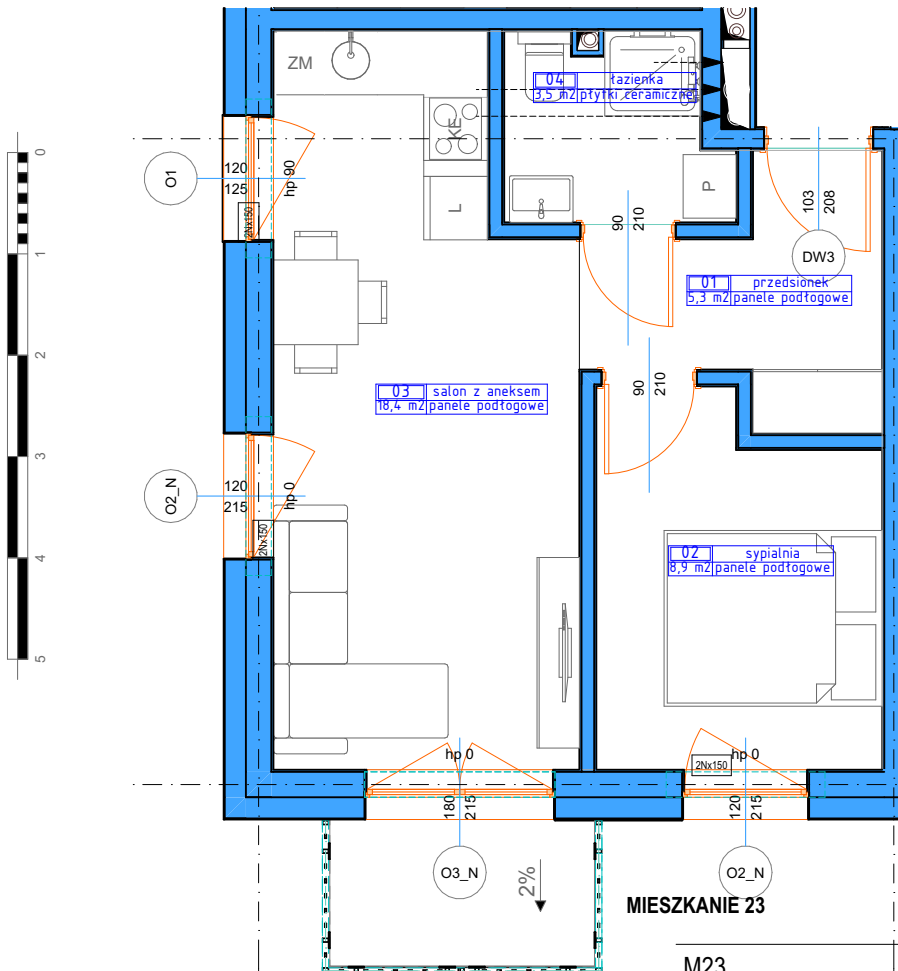 ZM
04 łazienka
3,5 m2 płytki ceramiczne
0
O1
120
125
hp 90
2Nx150
KE
L
P
90
210
103
208
DW3
1
01 przedsionek
5,3 m2 panele podłogowe
2
03 salon z aneksem
18,4 m2 panele podłogowe
90
210
3
O2_N
120
215
hp 0
2Nx150
4
02 sypialnia
8,9 m2 panele podłogowe
5
hp 0
180
215
O3_N
2Nx150
hp 0
120
215
O2_N
2%
MIESZKANIE 23
M23